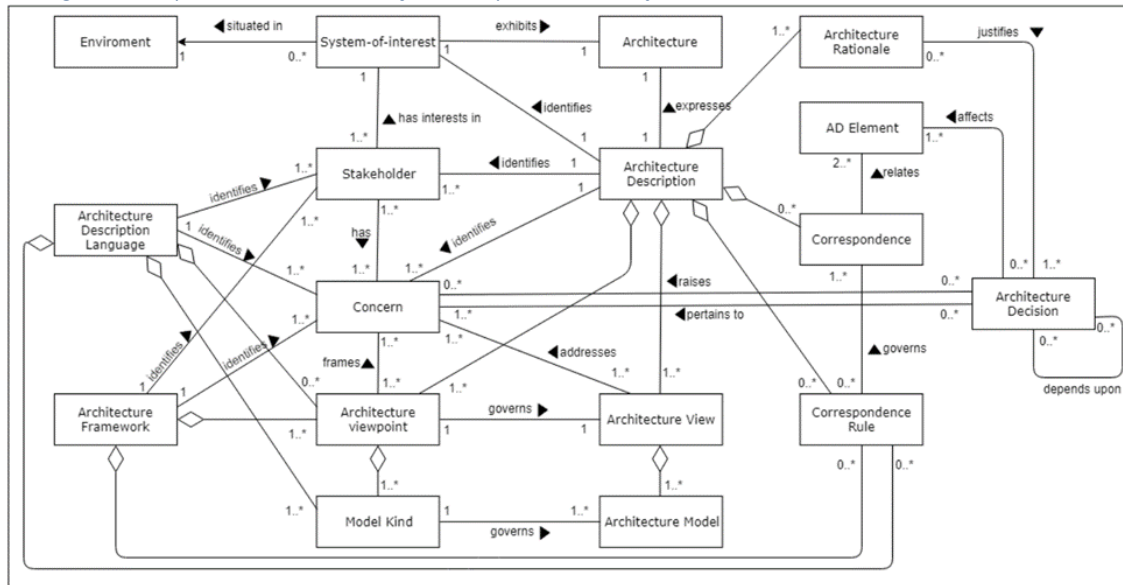 Enviroment
situated in
1
0..*
System-of-interest
exhibits
1
1
Architecture
1..*
Architecture
Rationale
0..*
justifies
1
has interests in
1..*
identifies
1
1
expresses
1
AD Element
1..*
affects
2..*
relates
Stakeholder
1..*
1..*
identifies
1
Architecture
Description
1
0..*
Correspondence
1..*
identifies
Architecture
Description
Language
1
identifies
1..*
1..*
has
1..*
1..*
identifies
1..*
Concern
0..*
raises
0..*
pertains to
0..*
0..*
1..*
Architecture
Decision
0..*
0..*
depends upon
1..*
1..*
1..*
1..*
addresses
1..*
1..*
governs
identifies
identifies
frames
1..*
1
1
0..*
1..*
0..*
0..*
Architecture
Framework
1..*
Architecture
viewpoint
governs
1
1
Architecture View
Correspondence
Rule
0..*
0..*
1..*
1..*
1..*
Model Kind
1
governs
1..*
Architecture Model